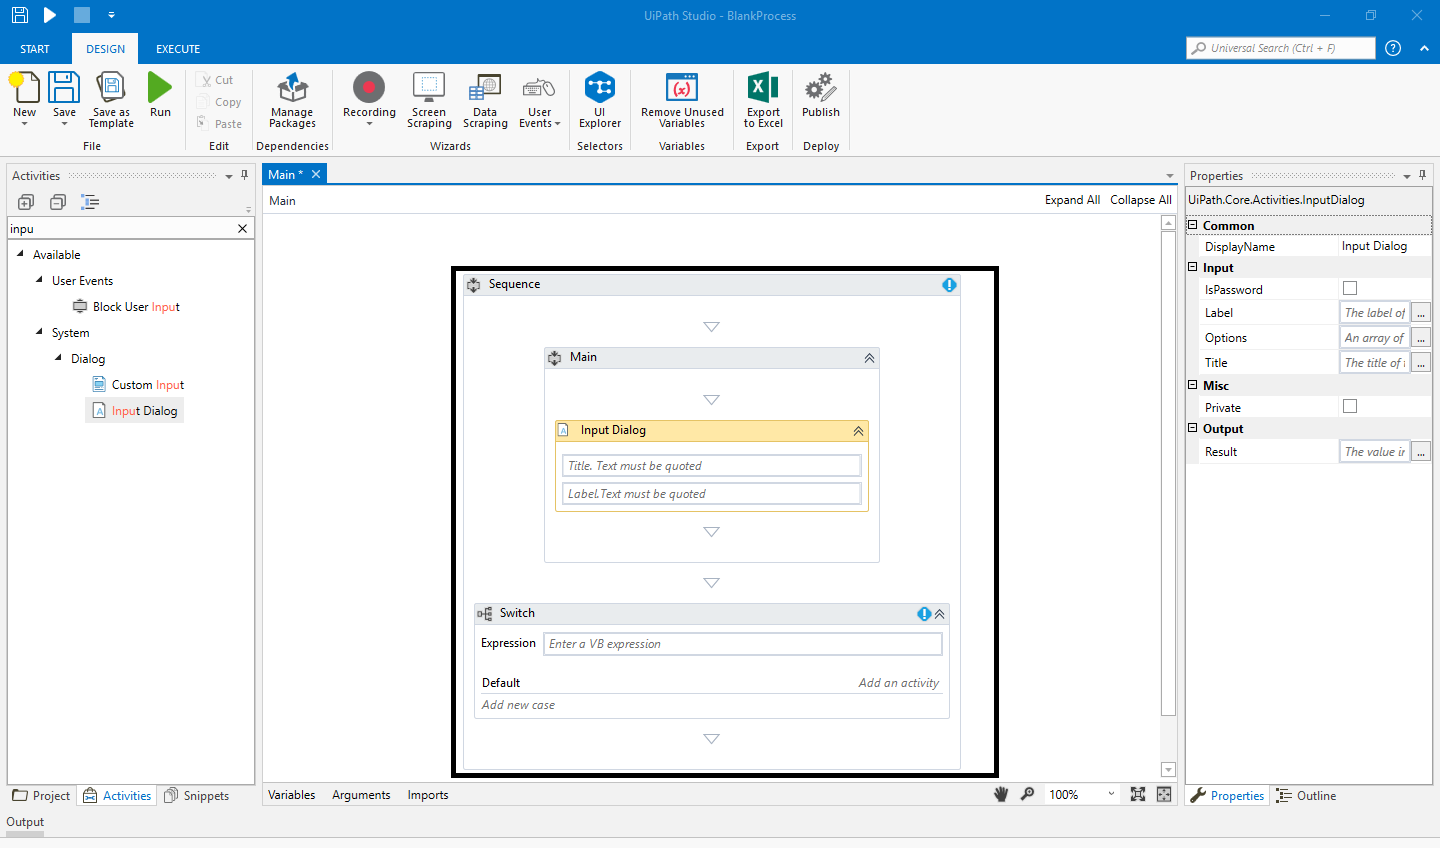 UiPath Studio - BlankProcess
START DESIGN EXECUTE
Universal Search (Ctrl + F)
New Save Save as Template Run
Cut
Copy
Paste
Manage Packages
Recording Screen Scraping Data Scraping User Events
UI Explorer
Remove Unused Variables
Export to Excel
Publish
File Edit Dependencies Wizards Selectors Variables Export Deploy
Activities
inpu
Available
User Events
Block User Input
System
Dialog
Custom Input
Input Dialog
Project Activities Snippets
Output
Main *
Main Expand All Collapse All
Sequence
Main
Input Dialog
Title. Text must be quoted
Label.Text must be quoted
Switch
Expression Enter a VB expression
Default Add an activity
Add new case
Variables Arguments Imports 100%
Properties
UiPath.Core.Activities.InputDialog
Common
DisplayName Input Dialog
Input
IsPassword
Label The label of ...
Options An array of ...
Title The title of ...
Misc
Private
Output
Result The value ...
Properties Outline